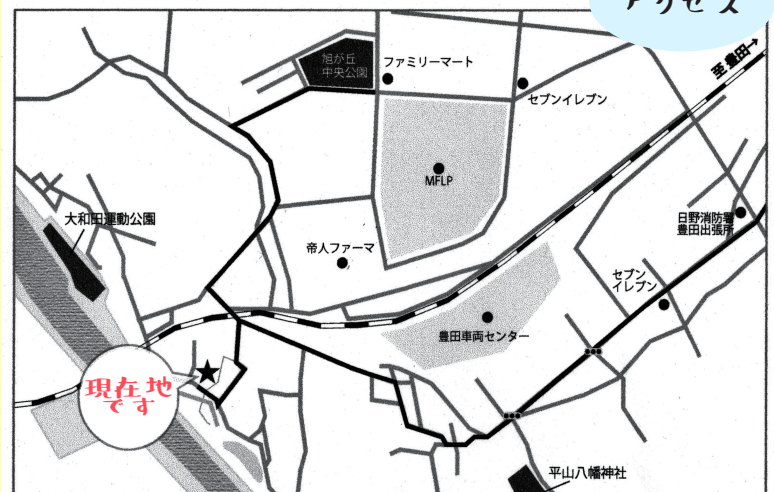 アクセス
至 豊田→
旭が丘
中央公園
ファミリーマート
セブンイレブン
MFLP
大和田運動公園
日野消防署
豊田出張所
帝人ファーマ
セブン
イレブン
豊田車両センター
現在地
です
平山八幡神社